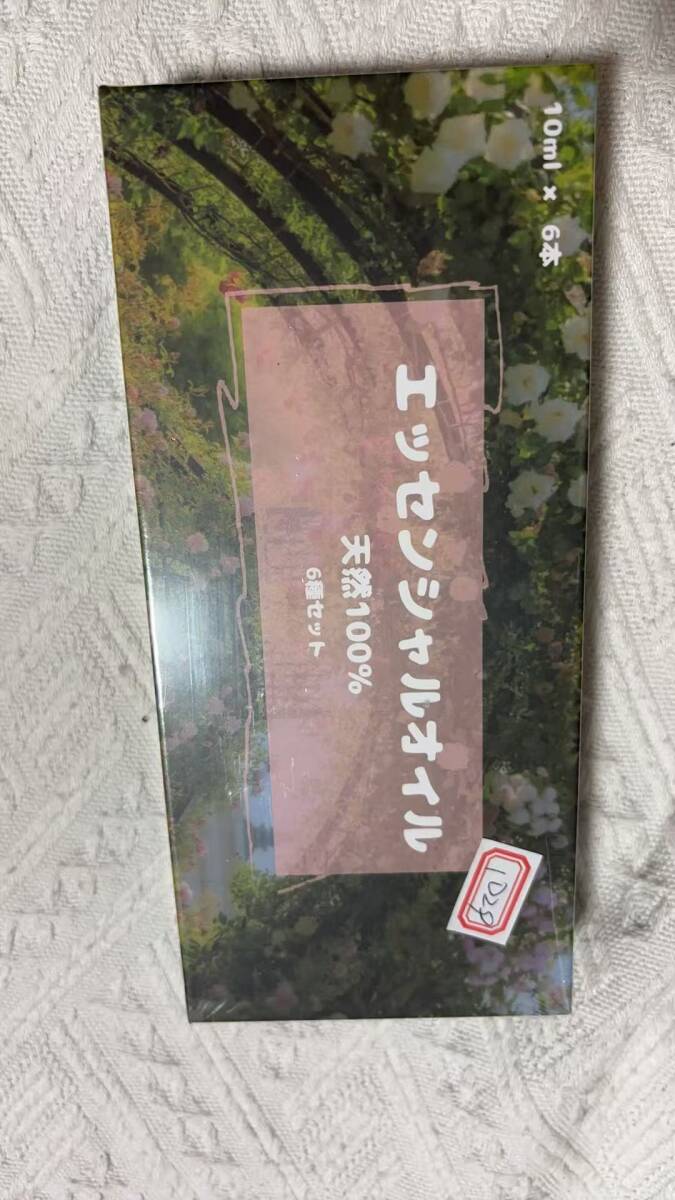 10ml × 6本
エッセンシャルオイル
天然100%
6種セット
1D29